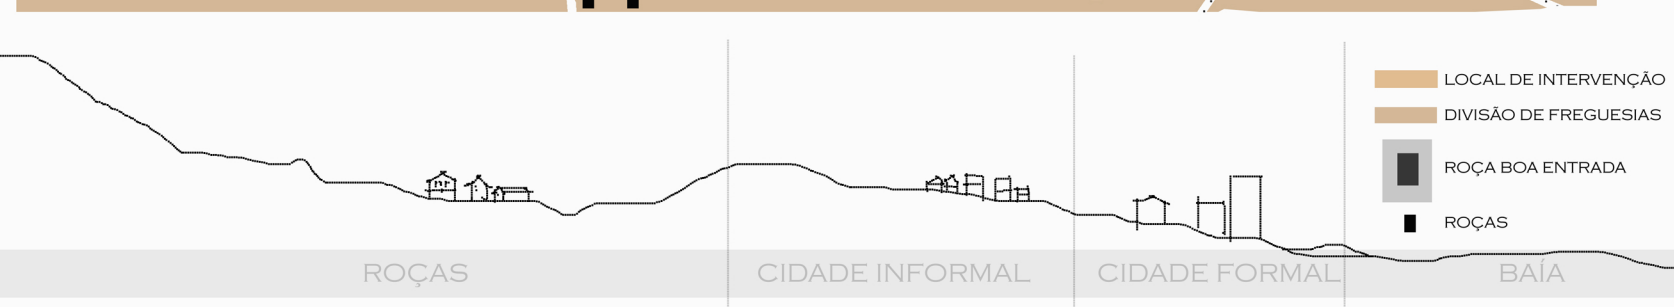 LOCAL DE INTERVENÇÃO
DIVISÃO DE FREGUESIAS
ROÇA BOA ENTRADA
ROÇAS
ROÇAS
CIDADE INFORMAL
CIDADE FORMAL
BAÍA